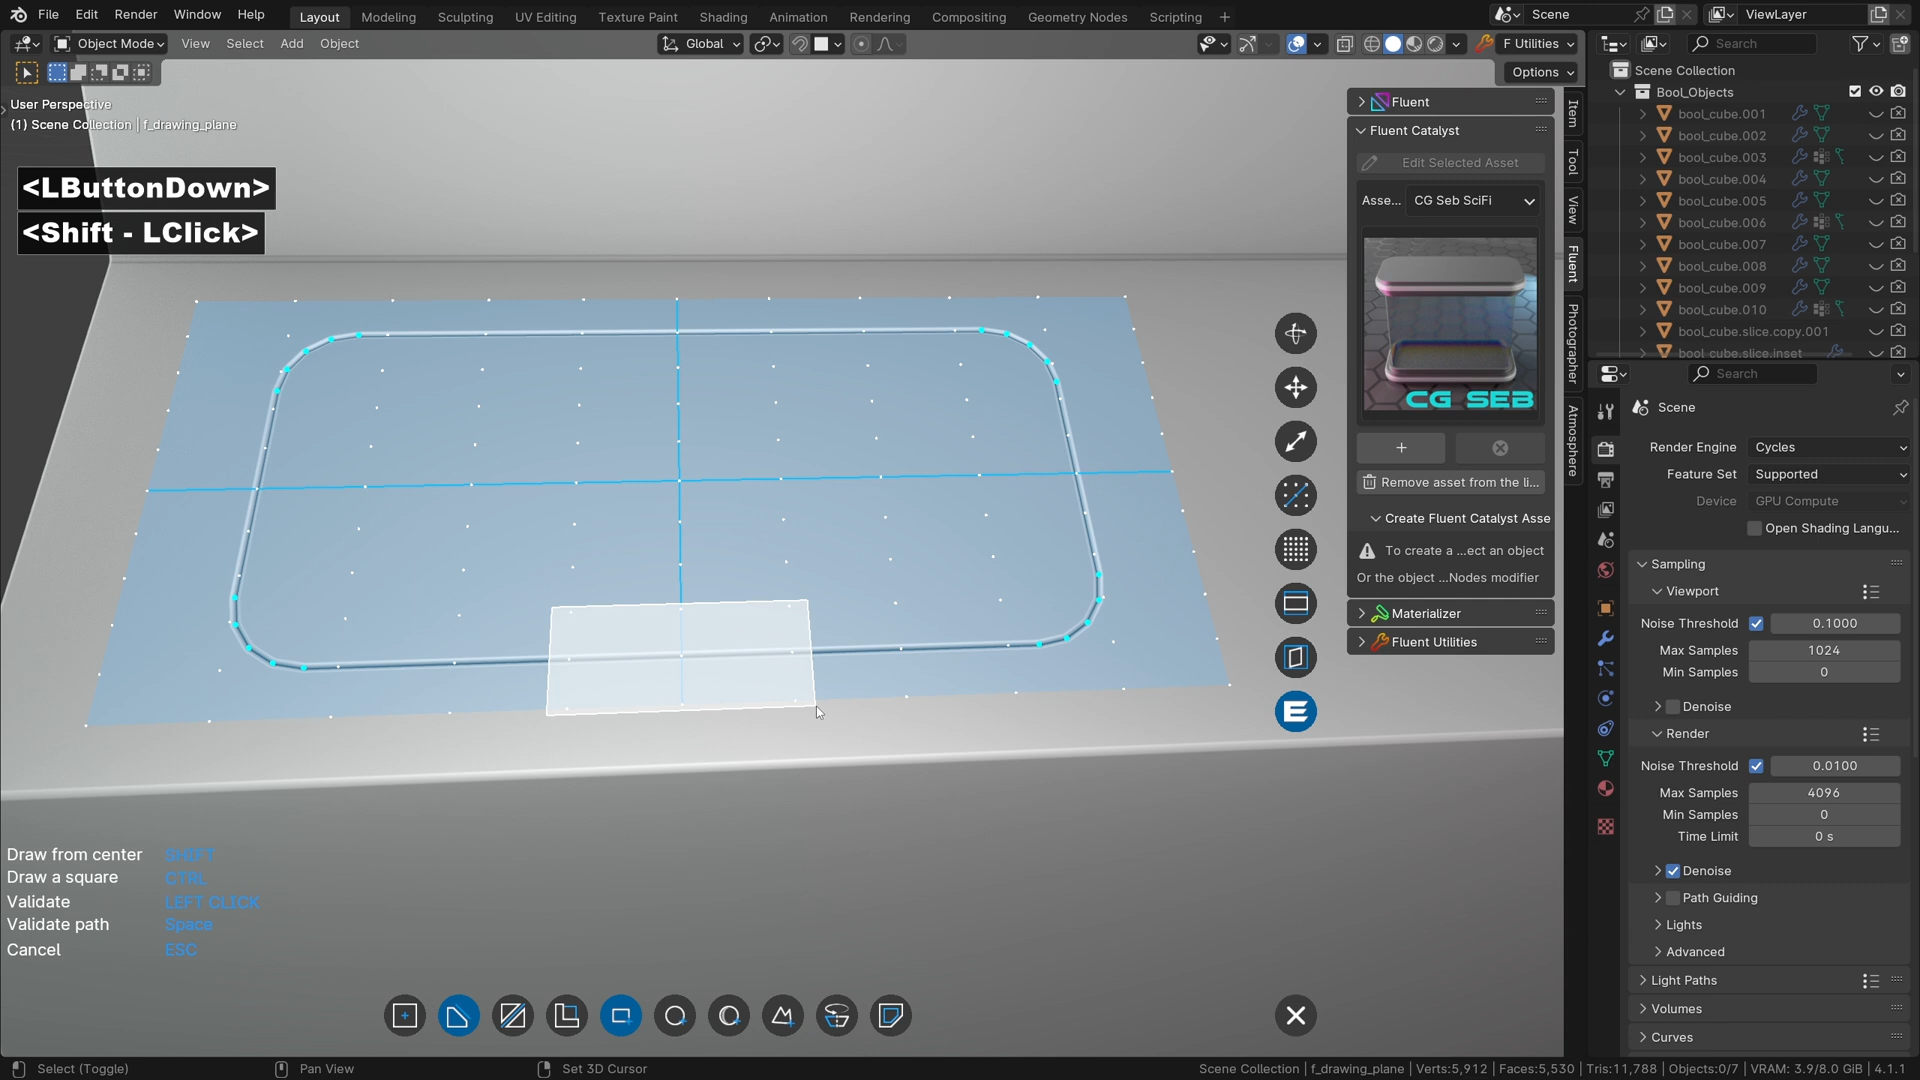 File Edit Render Window Help
Layout Modeling Sculpting UV Editing Texture Paint Shading Animation Rendering Compositing Geometry Nodes Scripting +
Scene
ViewLayer
Object Mode View Select Add Object
Global
F Utilities
Search
Options
User Perspective
(1) Scene Collection | f_drawing_plane
<LButtonDown>
<Shift - LClick>
Draw from center SHIFT
Draw a square CTRL
Validate LEFT CLICK
Validate path Space
Cancel ESC
Fluent
Fluent Catalyst
Edit Selected Asset
Asse... CG Seb SciFi
CG SEB
+
Remove asset from the li...
Create Fluent Catalyst Asse
To create a ...ect an object
Or the object ...Nodes modifier
Materializer
Fluent Utilities
Item
Tool
View
Fluent
Photographer
Atmosphere
Scene Collection
Bool_Objects
bool_cube.001
bool_cube.002
bool_cube.003
bool_cube.004
bool_cube.005
bool_cube.006
bool_cube.007
bool_cube.008
bool_cube.009
bool_cube.010
bool_cube.slice.copy.001
bool_cube.slice.inset
Search
Scene
Render Engine Cycles
Feature Set Supported
Device GPU Compute
Open Shading Langu...
Sampling
Viewport
Noise Threshold 0.1000
Max Samples 1024
Min Samples 0
Denoise
Render
Noise Threshold 0.0100
Max Samples 4096
Min Samples 0
Time Limit 0 s
Denoise
Path Guiding
Lights
Advanced
Light Paths
Volumes
Curves
Select (Toggle) Pan View Set 3D Cursor
Scene Collection | f_drawing_plane | Verts:5,912 | Faces:5,530 | Tris:11,788 | Objects:0/7 | VRAM: 3.9/8.0 GiB | 4.1.1